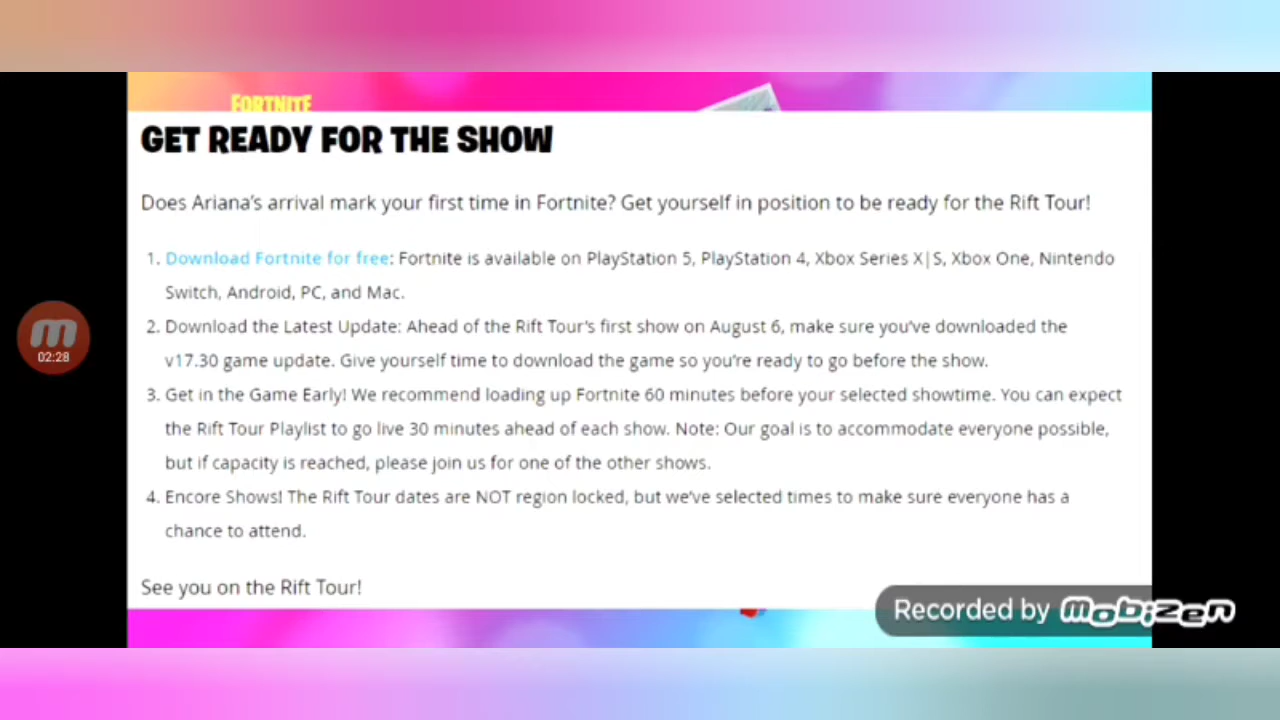 FORTNITE
GET READY FOR THE SHOW
Does Ariana's arrival mark your first time in Fortnite? Get yourself in position to be ready for the Rift Tour!
1. Download Fortnite for free: Fortnite is available on PlayStation 5, PlayStation 4, Xbox Series X|S, Xbox One, Nintendo
Switch, Android, PC, and Mac.
2. Download the Latest Update: Ahead of the Rift Tour's first show on August 6, make sure you've downloaded the
v17.30 game update. Give yourself time to download the game so you're ready to go before the show.
3. Get in the Game Early! We recommend loading up Fortnite 60 minutes before your selected showtime. You can expect
the Rift Tour Playlist to go live 30 minutes ahead of each show. Note: Our goal is to accommodate everyone possible,
but if capacity is reached, please join us for one of the other shows.
4. Encore Shows! The Rift Tour dates are NOT region locked, but we've selected times to make sure everyone has a
chance to attend.
See you on the Rift Tour!
m
02:28
Recorded by mobizen